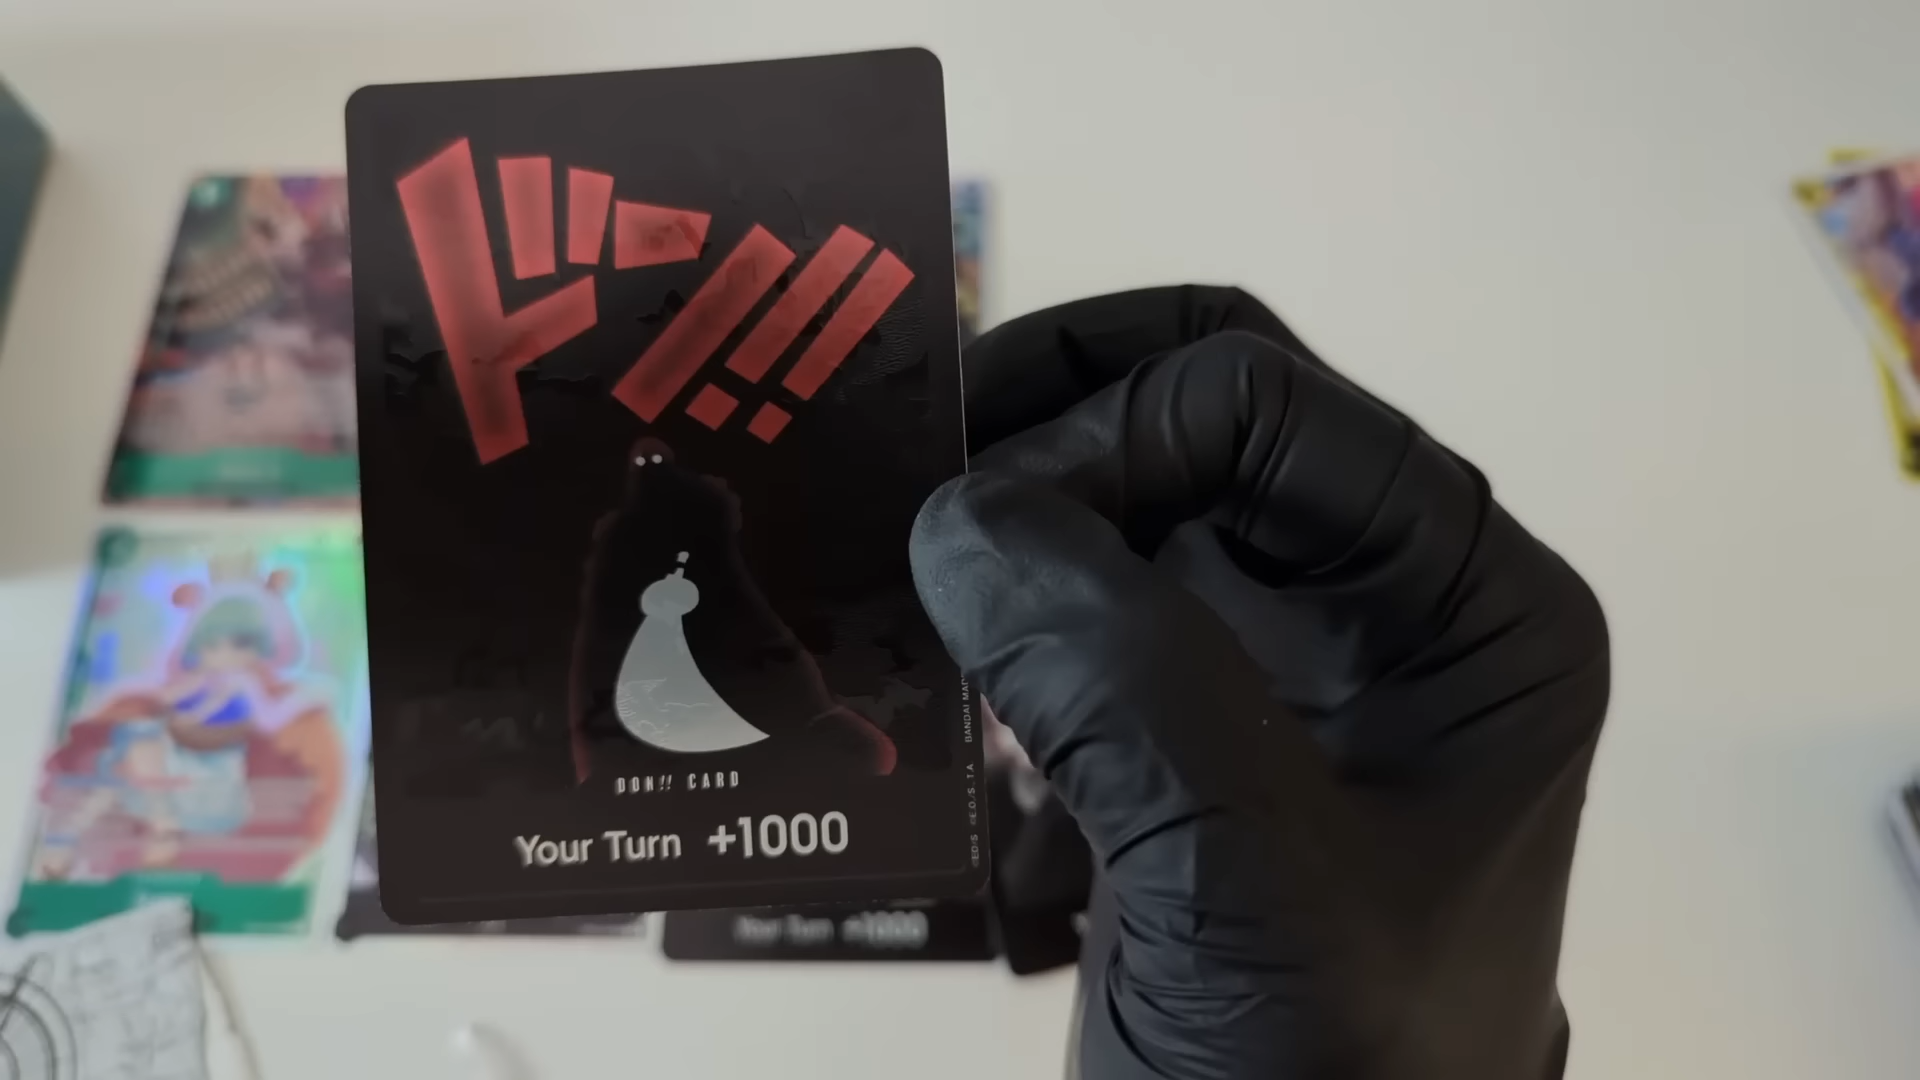 ドン!!
DON!! CARD
Your Turn +1000
©E.O./S.,T.A. BANDAI
Your Turn +1000